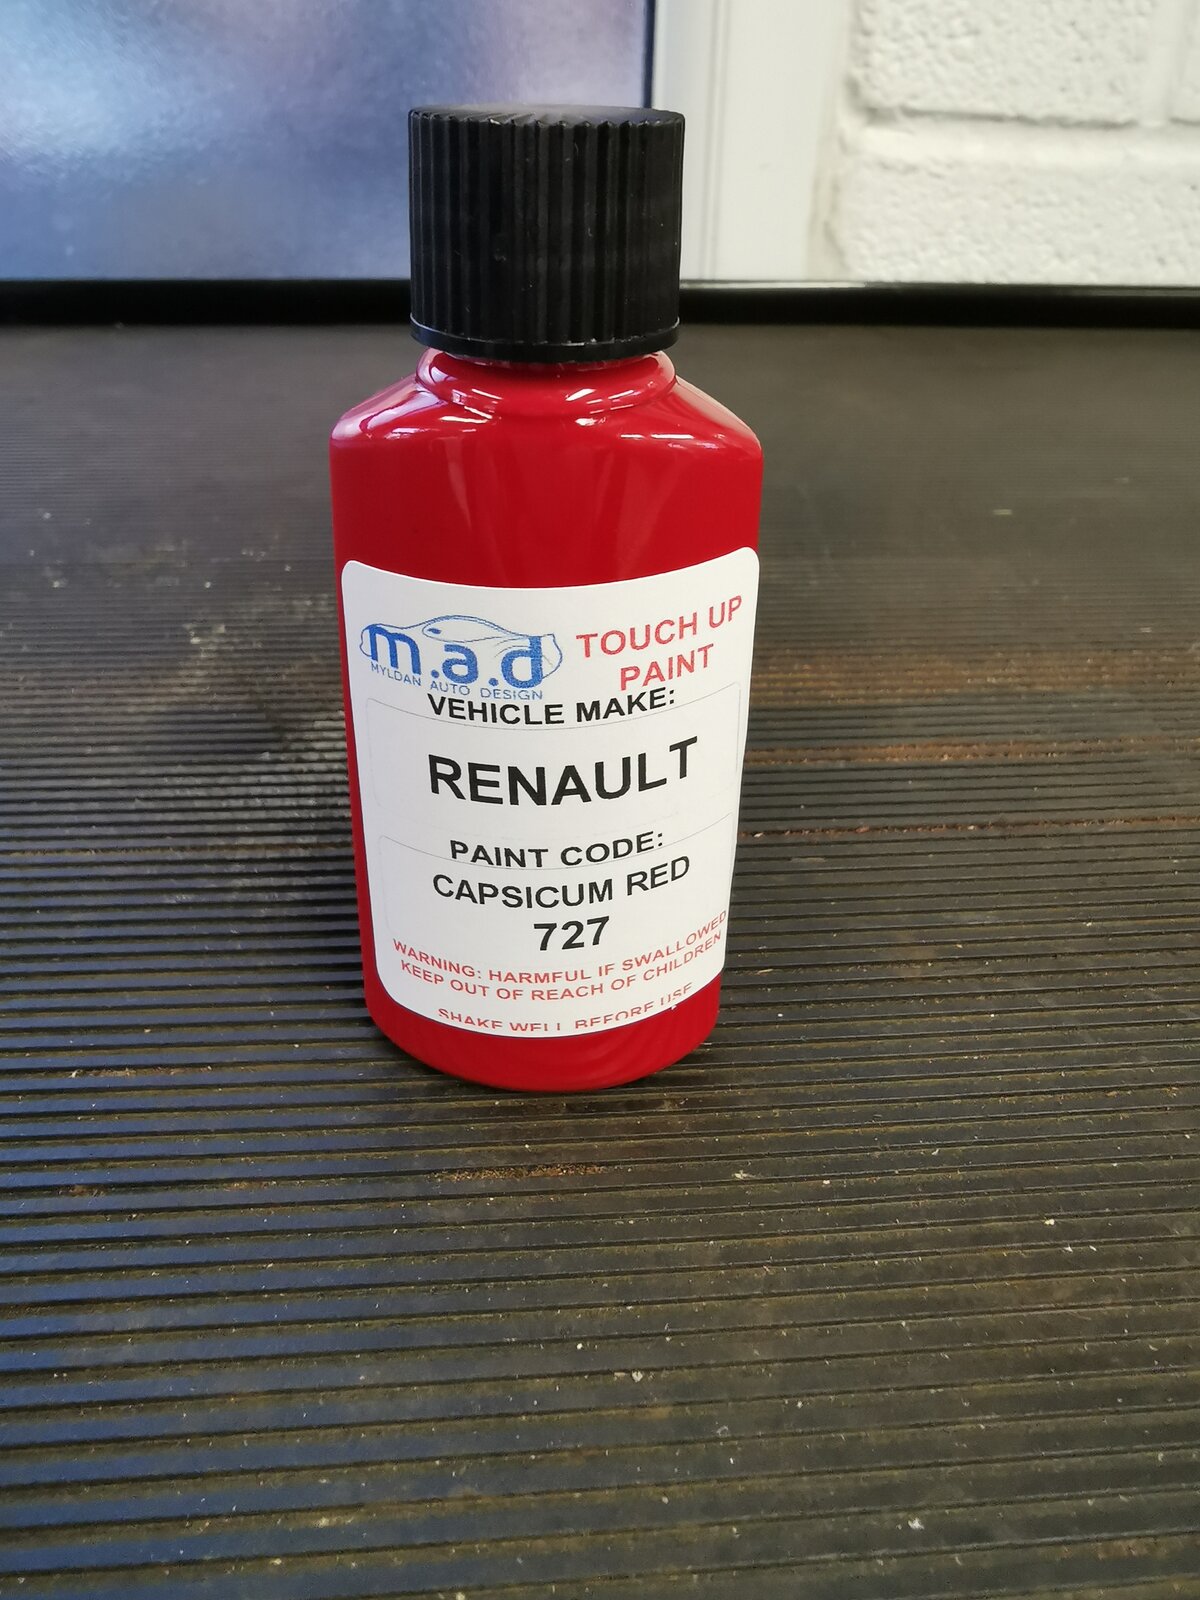 m.a.d
MYLDAN AUTO DESIGN
TOUCH UP
PAINT
VEHICLE MAKE:
RENAULT
PAINT CODE:
CAPSICUM RED
727
WARNING: HARMFUL IF SWALLOWED
KEEP OUT OF REACH OF CHILDREN
SHAKE WELL BEFORE USE